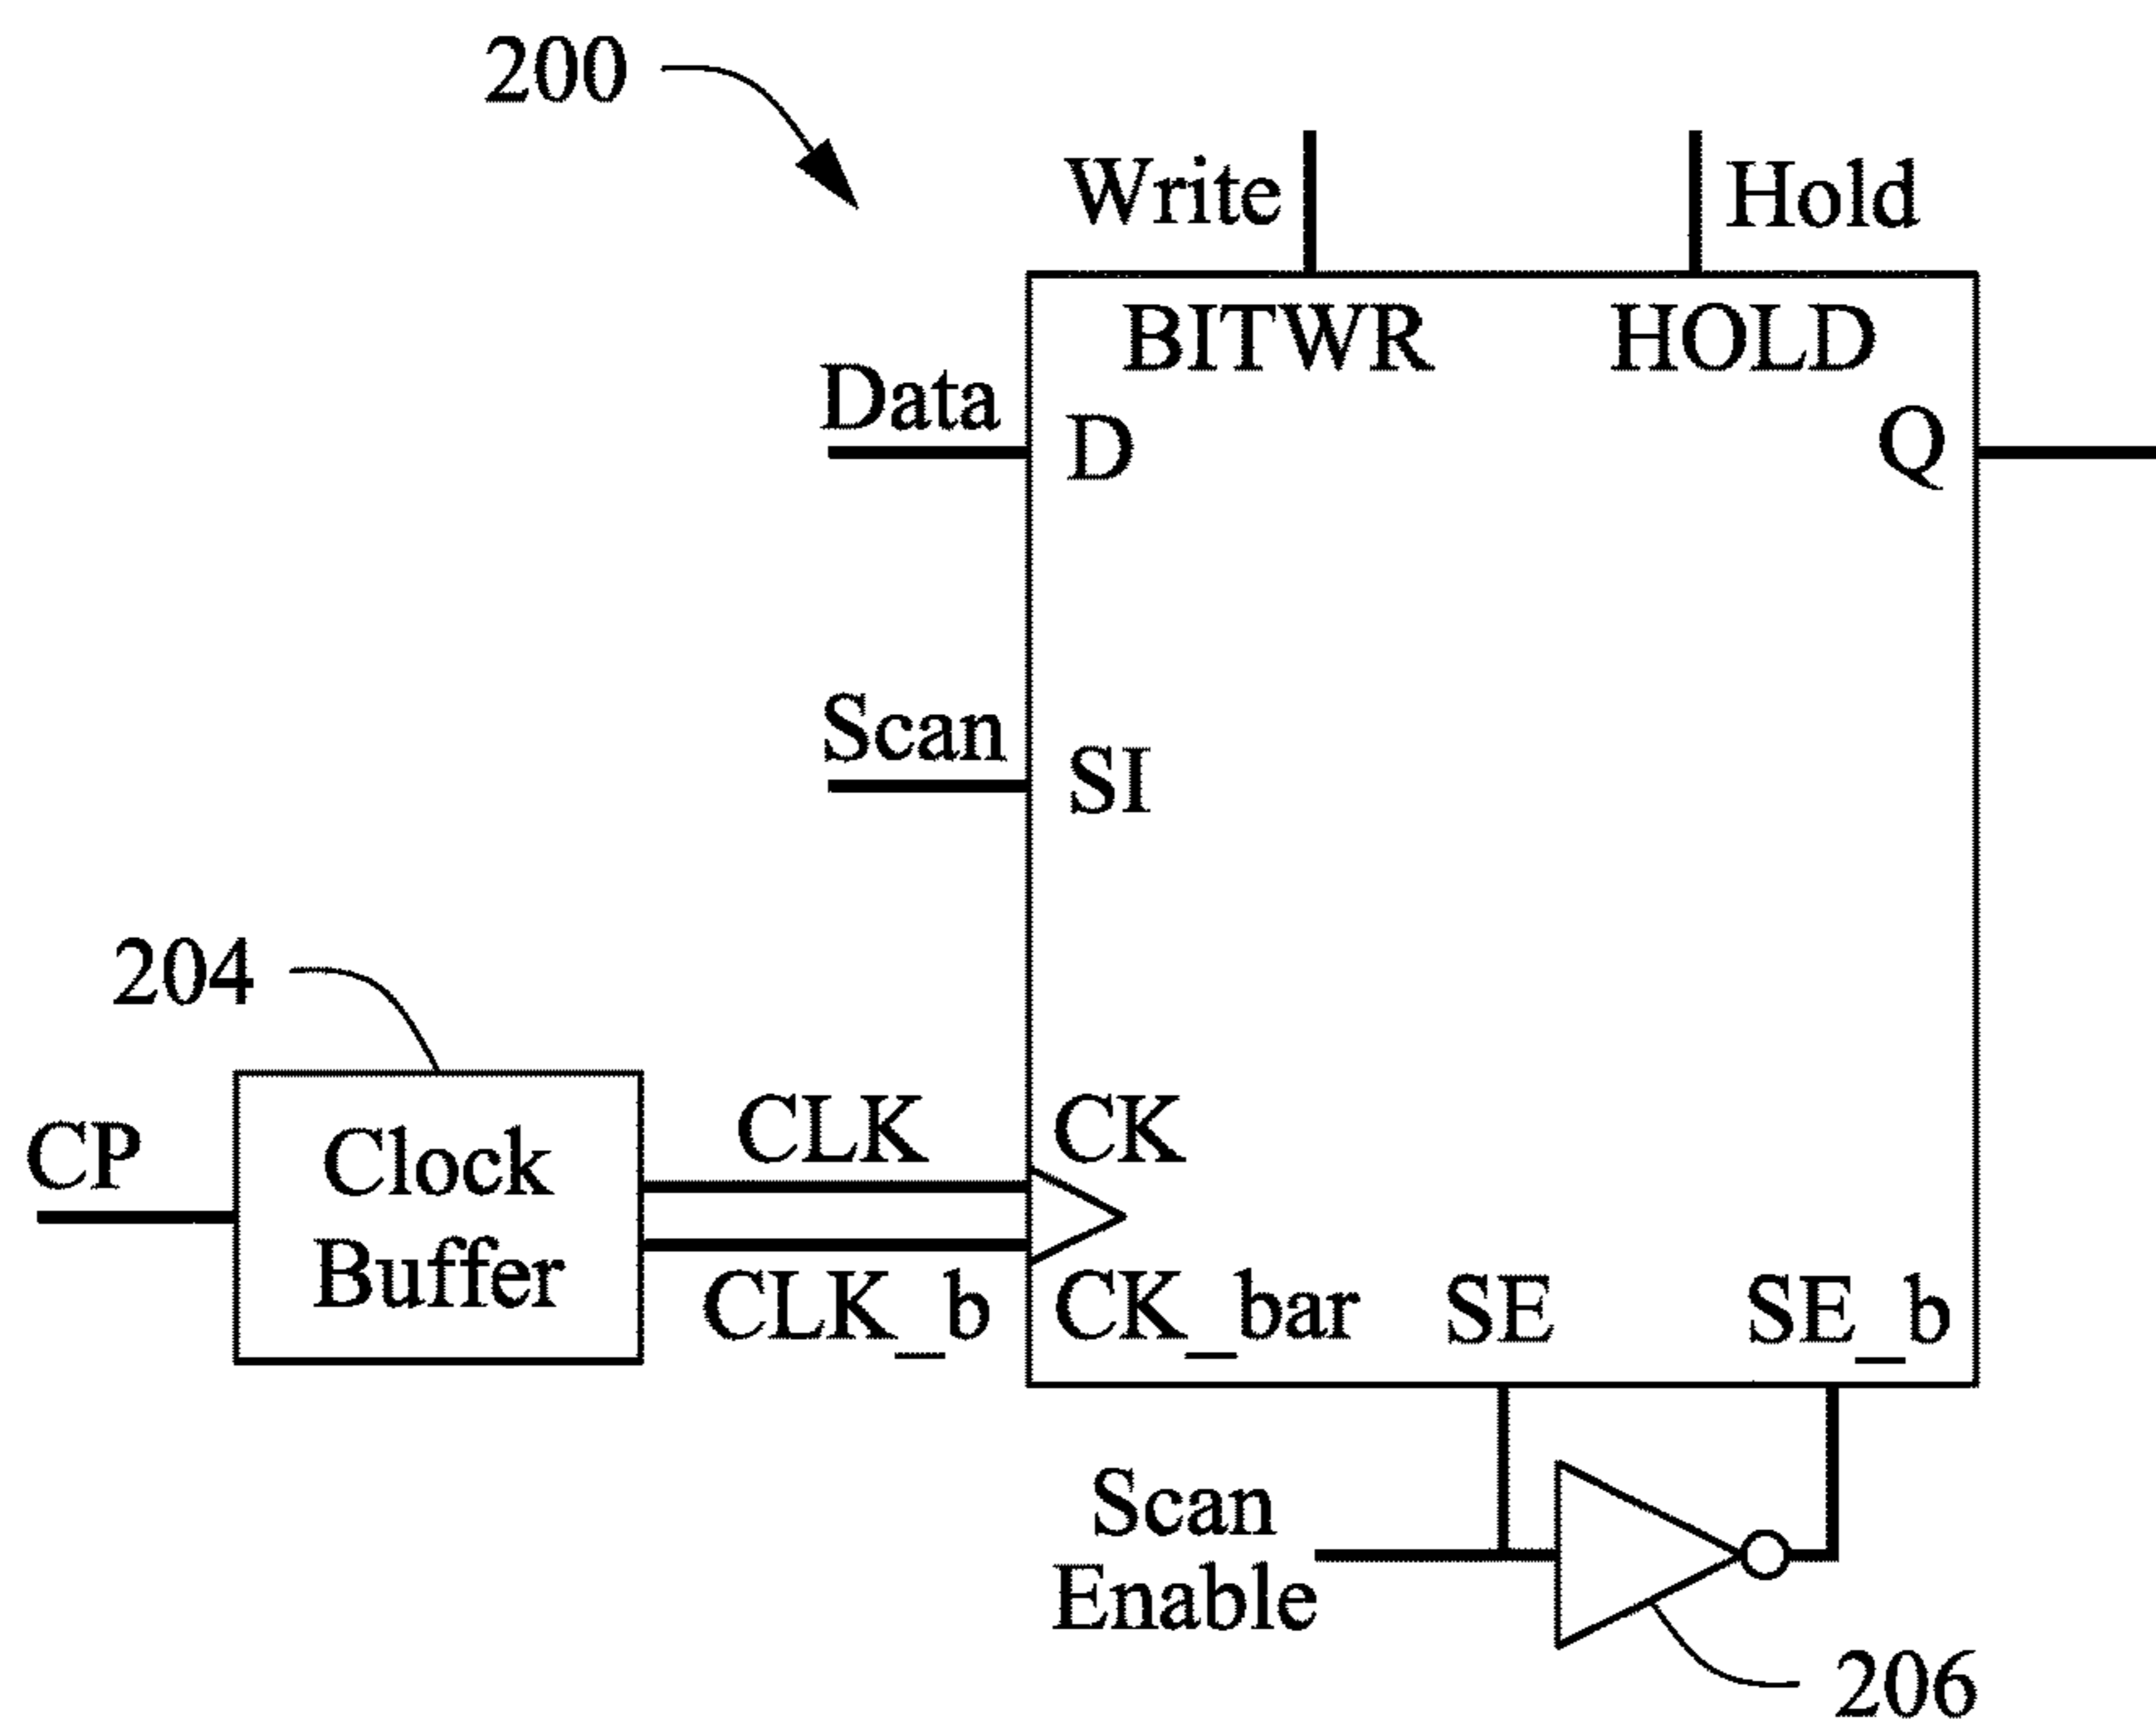 200
Write
Hold
BITWR
HOLD
Data
D
Q
Scan
SI
204
CP
Clock
Buffer
CLK
CK
CLK_b
CK_bar
SE
SE_b
Scan
Enable
206